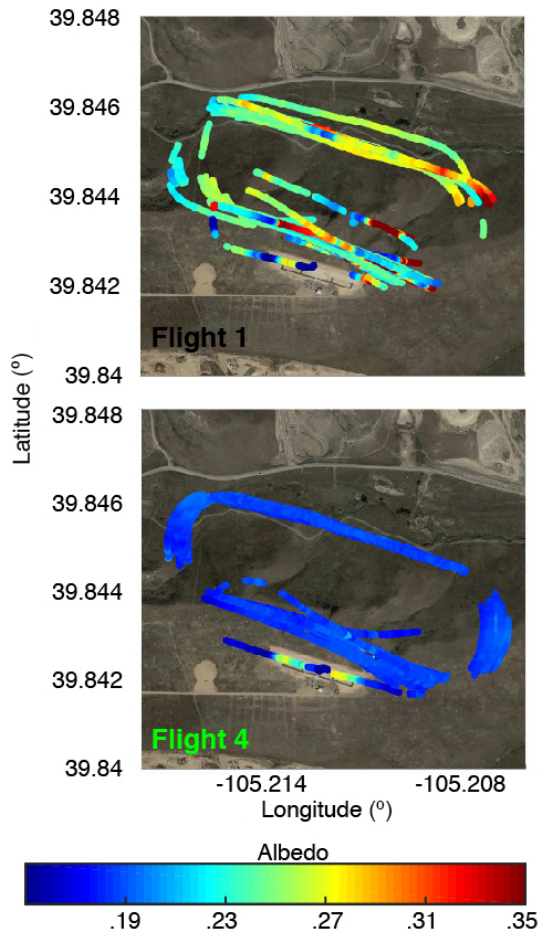 39.848
39.846
39.844
39.842
39.84
Flight 1
Latitude (º)
39.848
39.846
39.844
39.842
39.84
Flight 4
-105.214 -105.208
Longitude (º)
Albedo
.19 .23 .27 .31 .35